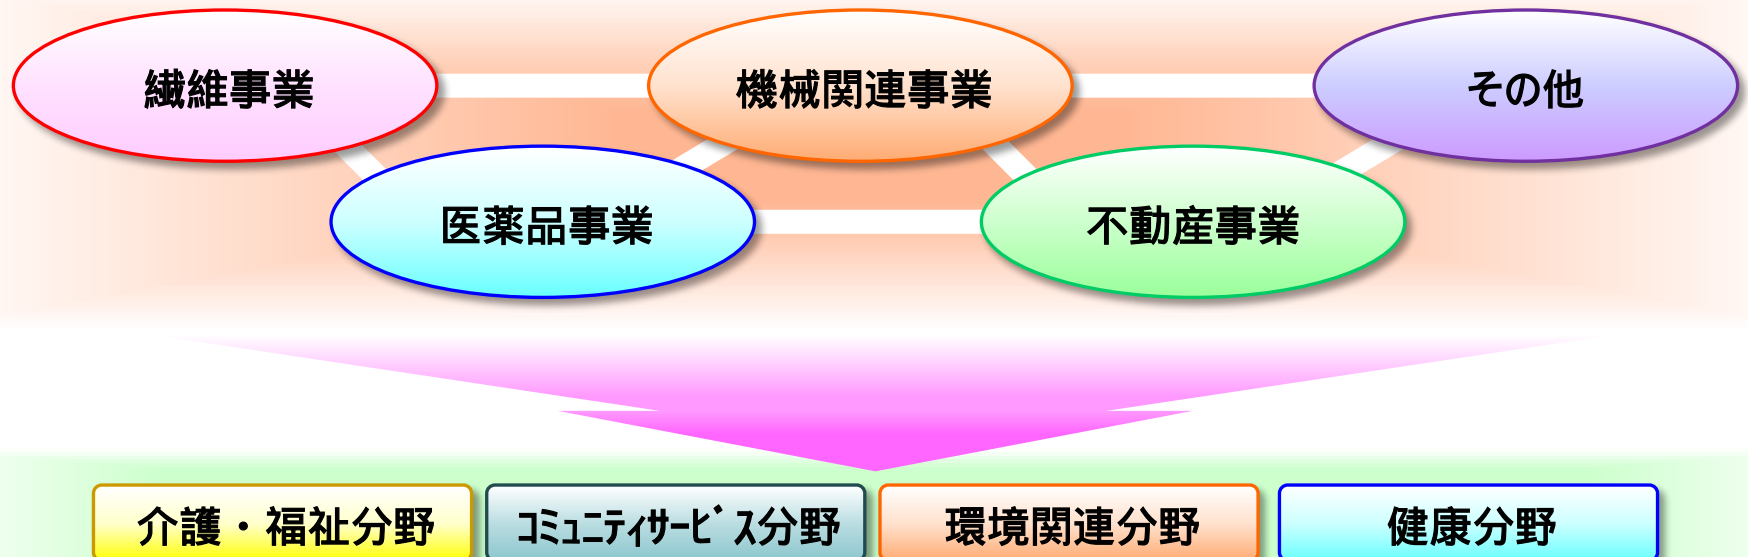 繊維事業
機械関連事業
その他
医薬品事業
不動産事業
介護・福祉分野
ｺﾐｭﾆﾃｨｻｰﾋﾞｽ分野
環境関連分野
健康分野